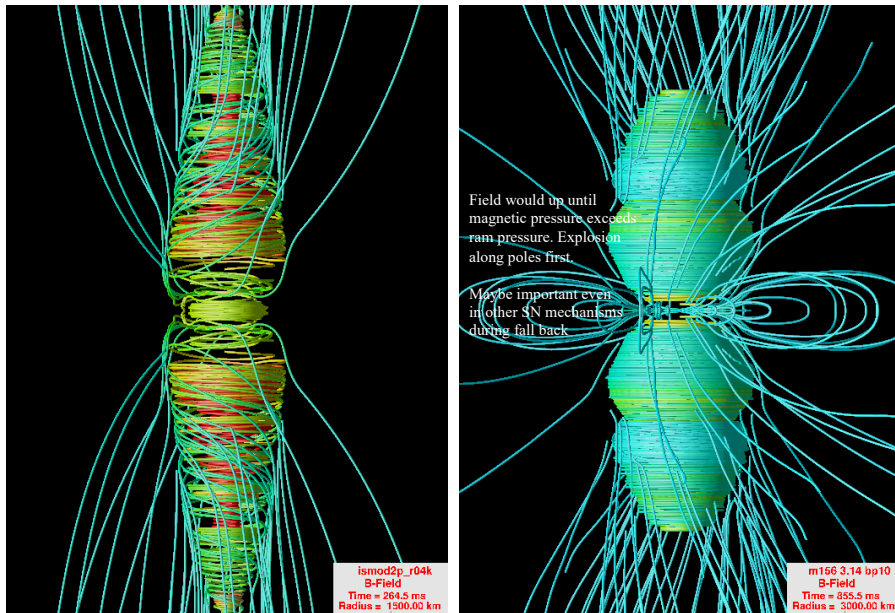 Field would up until
magnetic pressure exceeds
ram pressure. Explosion
along poles first.
Maybe important even
in other SN mechanisms
during fall back
ismod2p_r04k
B-Field
Time = 264.5 ms
Radius = 1500.00 km
m156 3.14 bp10
B-Field
Time = 855.5 ms
Radius = 3000.00 km